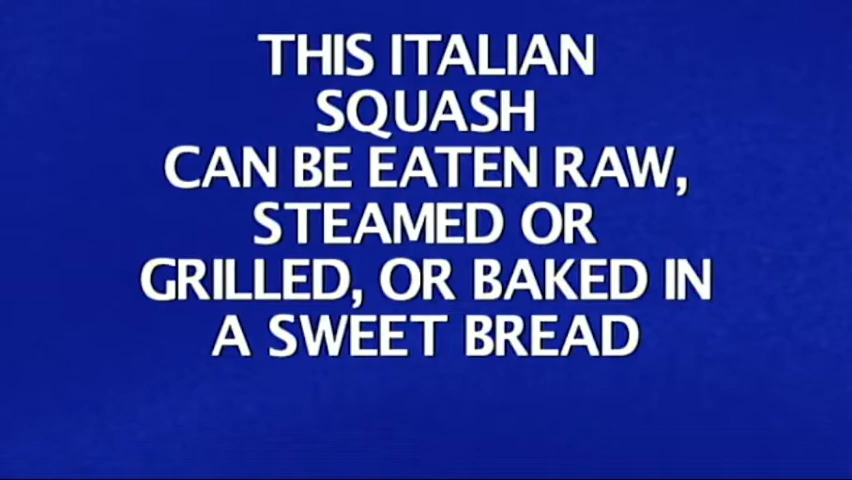 THIS ITALIAN
SQUASH
CAN BE EATEN RAW,
STEAMED OR
GRILLED, OR BAKED IN
A SWEET BREAD